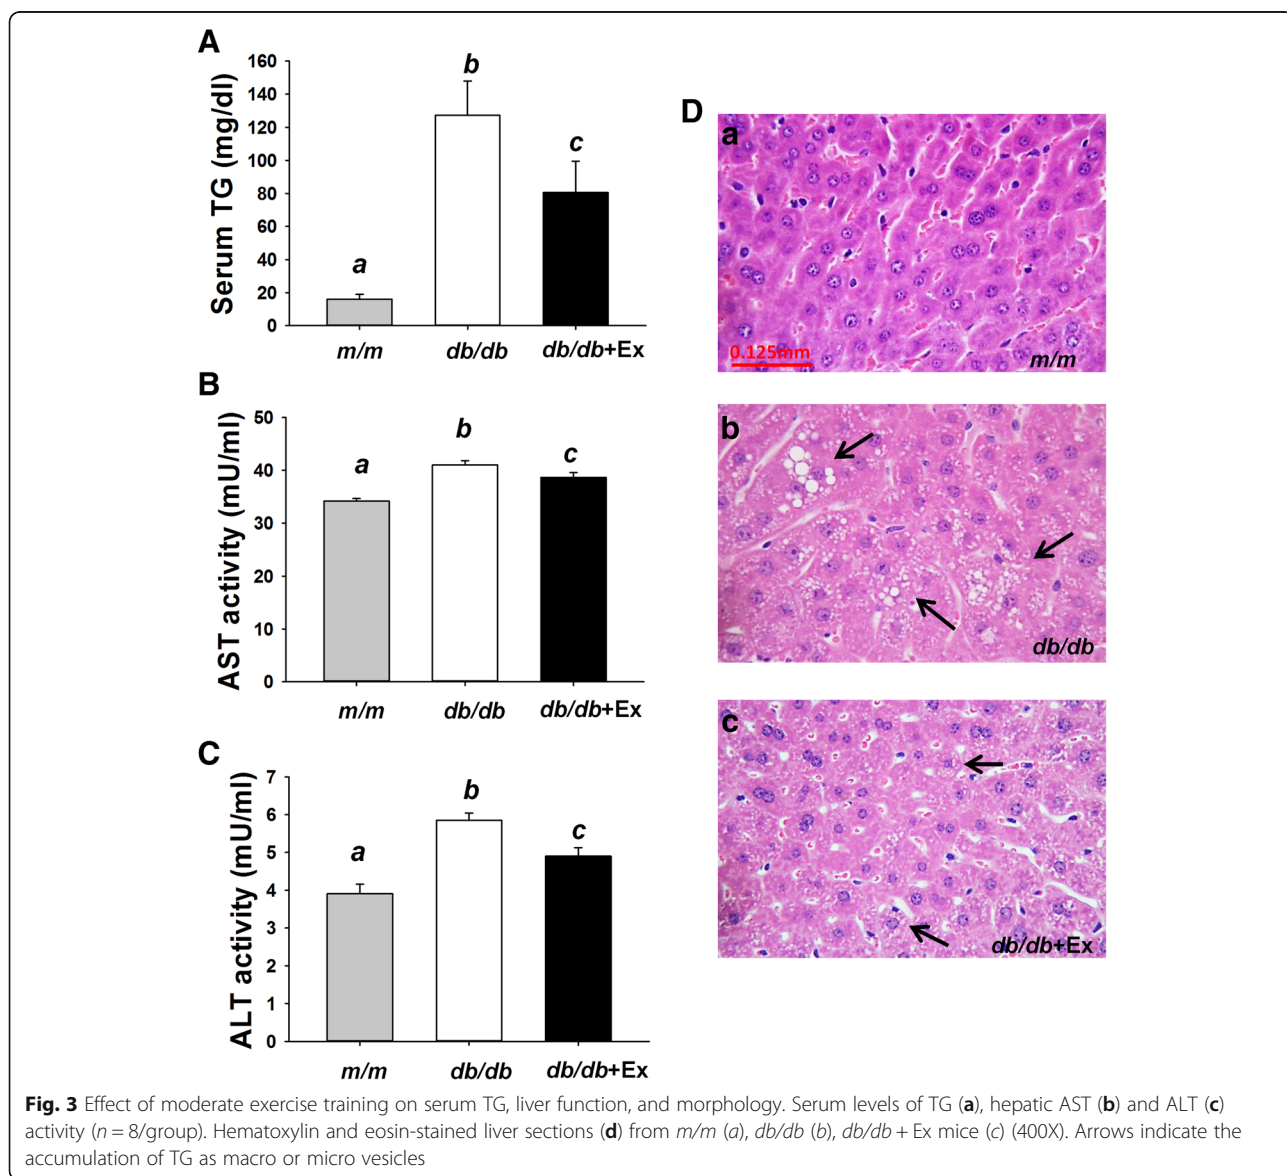 A
Serum TG (mg/dl)
160
140
120
100
80
60
40
20
0
a
b
c
m/m
db/db
db/db+Ex
B
AST activity (mU/ml)
50
40
30
20
10
0
a
b
c
m/m
db/db
db/db+Ex
C
ALT activity (mU/ml)
7
6
5
4
3
2
1
0
a
b
c
m/m
db/db
db/db+Ex
D
a
0.125mm
m/m
b
db/db
c
db/db+Ex
Fig. 3 Effect of moderate exercise training on serum TG, liver function, and morphology. Serum levels of TG (a), hepatic AST (b) and ALT (c)
activity (n = 8/group). Hematoxylin and eosin-stained liver sections (d) from m/m (a), db/db (b), db/db + Ex mice (c) (400X). Arrows indicate the
accumulation of TG as macro or micro vesicles